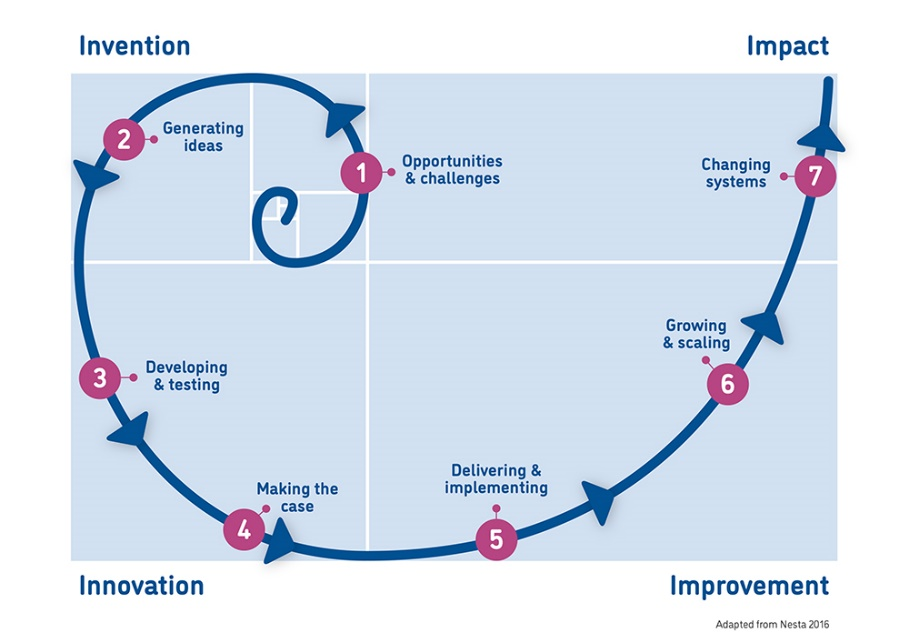 Invention
Impact
1
Opportunities
& challenges
2
Generating
ideas
3
Developing
& testing
4
Making the
case
5
Delivering &
implementing
6
Growing
& scaling
7
Changing
systems
Innovation
Improvement
Adapted from Nesta 2016